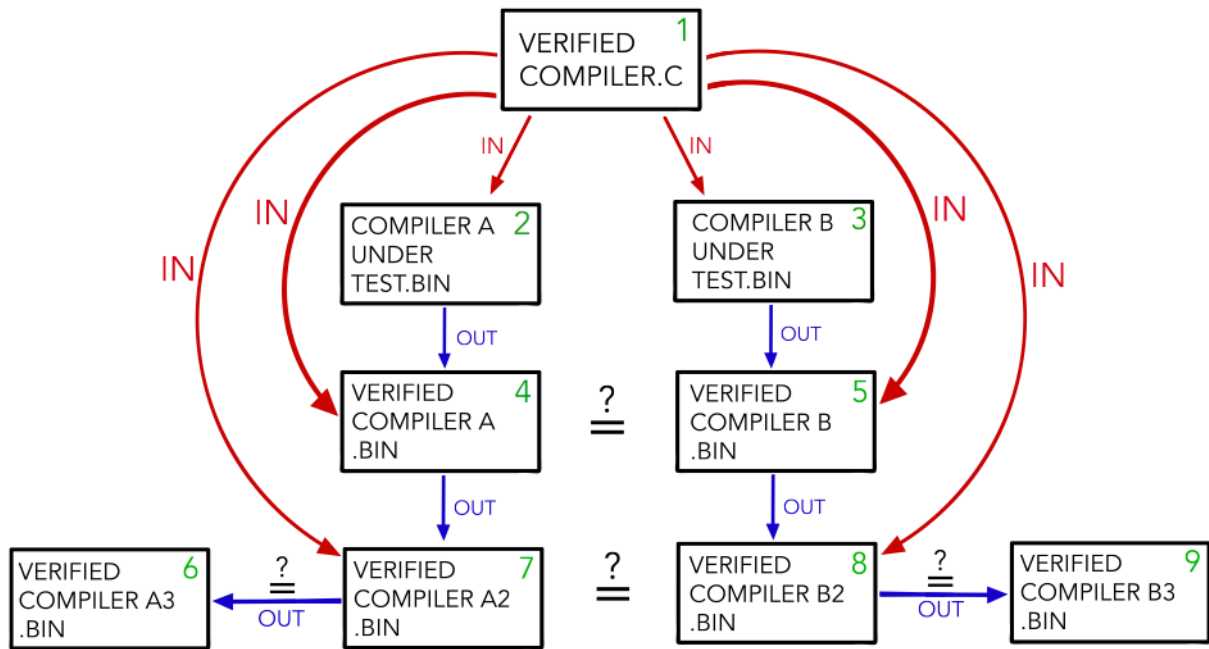 VERIFIED 1
COMPILER.C
IN
IN
IN
IN
IN
IN
COMPILER A 2
UNDER
TEST.BIN
COMPILER B 3
UNDER
TEST.BIN
OUT
OUT
VERIFIED 4
COMPILER A
.BIN
?
=
VERIFIED 5
COMPILER B
.BIN
OUT
OUT
VERIFIED 6
COMPILER A3
.BIN
?
=
OUT
VERIFIED 7
COMPILER A2
.BIN
?
=
VERIFIED 8
COMPILER B2
.BIN
?
=
OUT
VERIFIED 9
COMPILER B3
.BIN